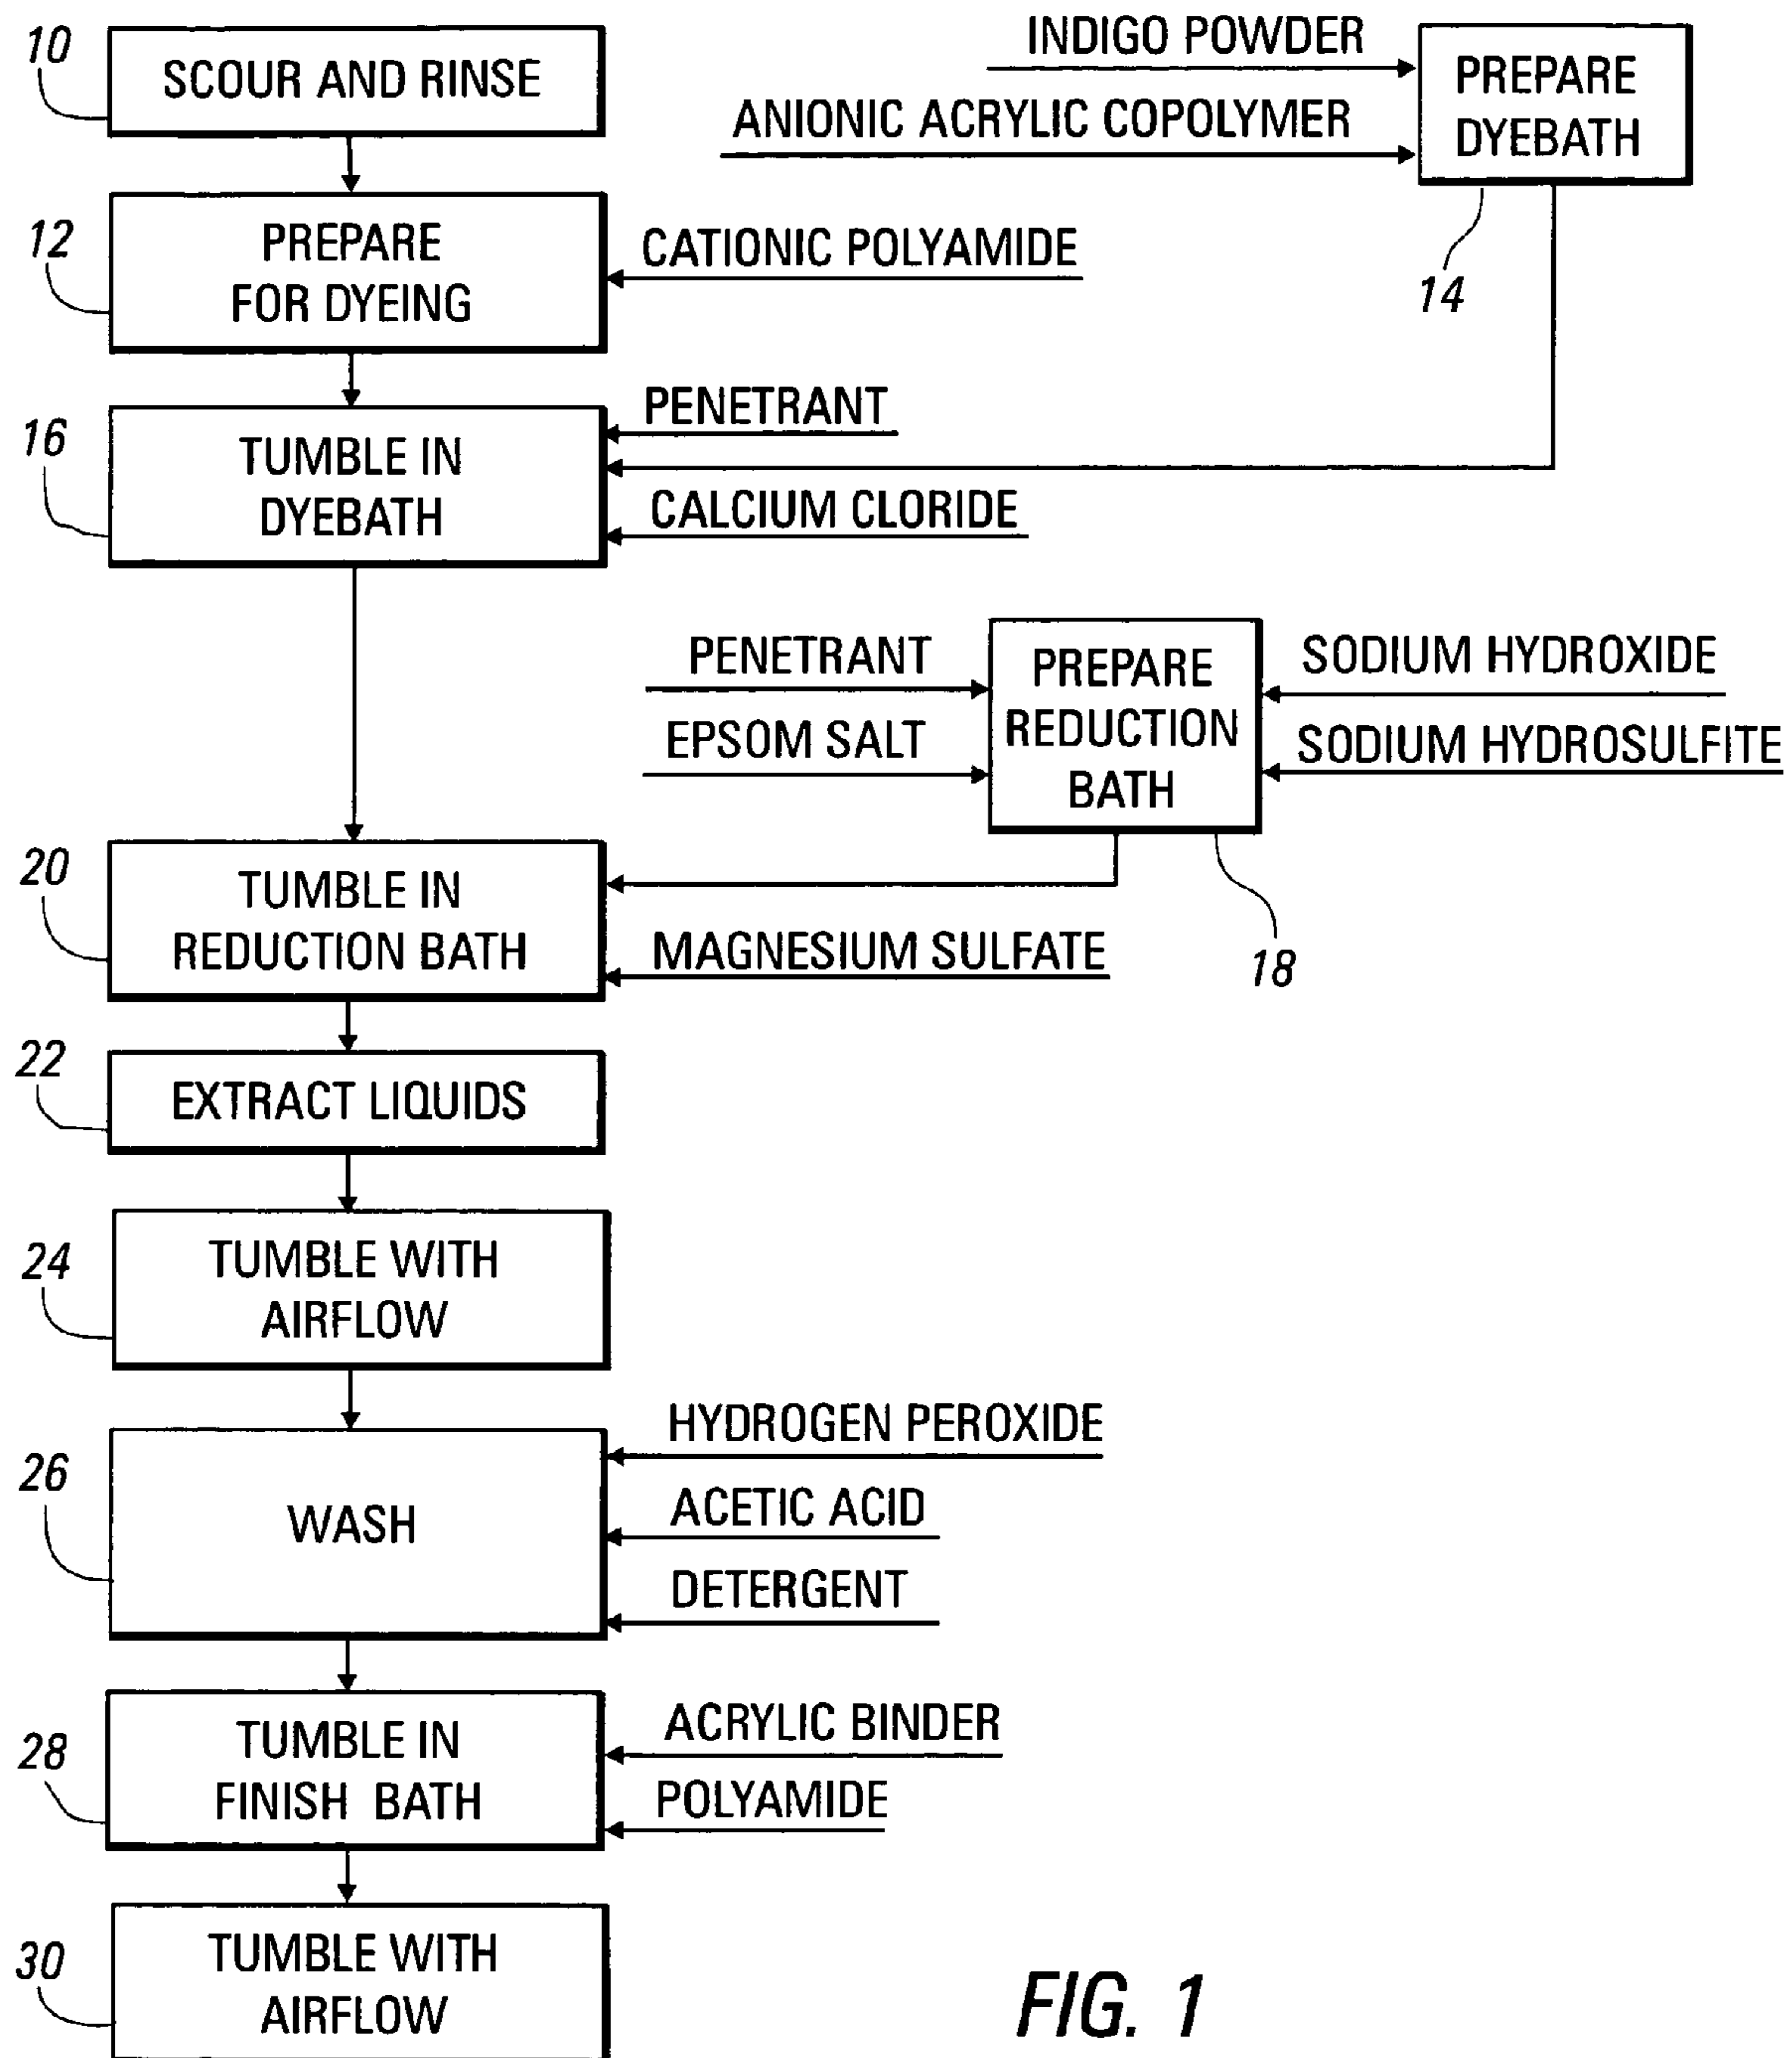 10
SCOUR AND RINSE
INDIGO POWDER
ANIONIC ACRYLIC COPOLYMER
PREPARE
DYEBATH
14
12
PREPARE
FOR DYEING
CATIONIC POLYAMIDE
16
TUMBLE IN
DYEBATH
PENETRANT
CALCIUM CLORIDE
PENETRANT
EPSOM SALT
PREPARE
REDUCTION
BATH
SODIUM HYDROXIDE
SODIUM HYDROSULFITE
18
20
TUMBLE IN
REDUCTION BATH
MAGNESIUM SULFATE
22
EXTRACT LIQUIDS
24
TUMBLE WITH
AIRFLOW
26
WASH
HYDROGEN PEROXIDE
ACETIC ACID
DETERGENT
28
TUMBLE IN
FINISH BATH
ACRYLIC BINDER
POLYAMIDE
30
TUMBLE WITH
AIRFLOW
FIG. 1